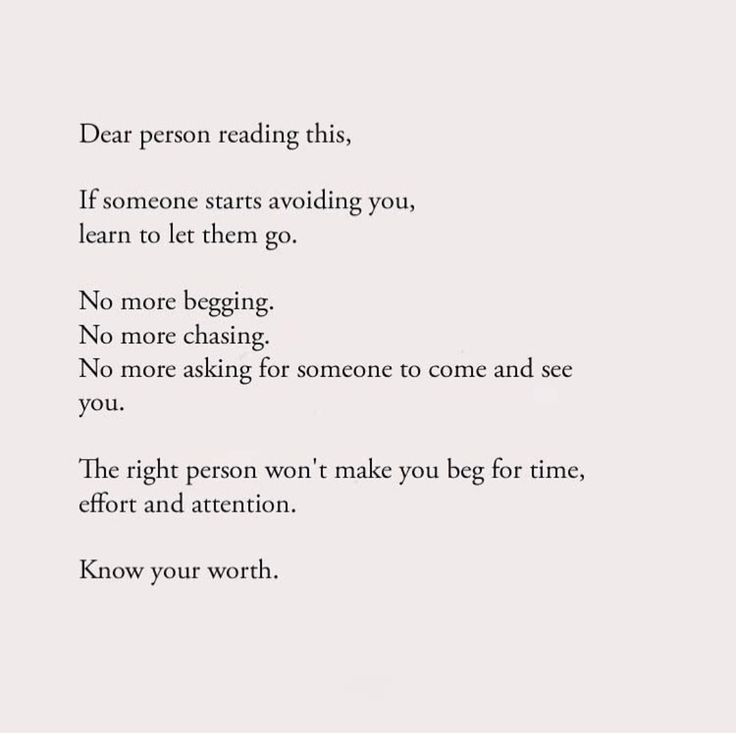 Dear person reading this,
If someone starts avoiding you,
learn to let them go.
No more begging.
No more chasing.
No more asking for someone to come and see
you.
The right person won't make you beg for time,
effort and attention.
Know your worth.